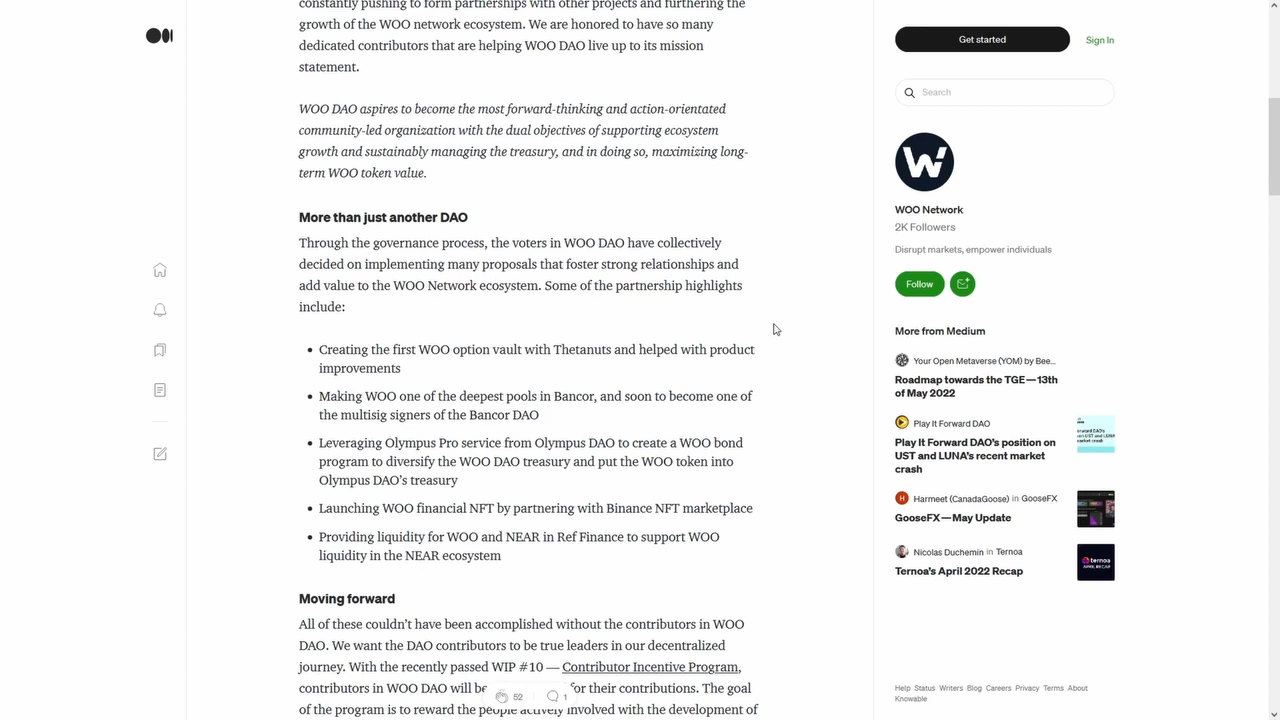 constantly pushing to form partnerships with other projects and furthering the
growth of the WOO network ecosystem. We are honored to have so many
dedicated contributors that are helping WOO DAO live up to its mission
statement.
WOO DAO aspires to become the most forward-thinking and action-orientated
community-led organization with the dual objectives of supporting ecosystem
growth and sustainably managing the treasury, and in doing so, maximizing long-
term WOO token value.
More than just another DAO
Through the governance process, the voters in WOO DAO have collectively
decided on implementing many proposals that foster strong relationships and
add value to the WOO Network ecosystem. Some of the partnership highlights
include:
• Creating the first WOO option vault with Thetanuts and helped with product
improvements
• Making WOO one of the deepest pools in Bancor, and soon to become one of
the multisig signers of the Bancor DAO
• Leveraging Olympus Pro service from Olympus DAO to create a WOO bond
program to diversify the WOO DAO treasury and put the WOO token into
Olympus DAO's treasury
• Launching WOO financial NFT by partnering with Binance NFT marketplace
• Providing liquidity for WOO and NEAR in Ref Finance to support WOO
liquidity in the NEAR ecosystem
Moving forward
All of these couldn't have been accomplished without the contributors in WOO
DAO. We want the DAO contributors to be true leaders in our decentralized
journey. With the recently passed WIP #10 — Contributor Incentive Program,
contributors in WOO DAO will be for their contributions. The goal
of the program is to reward the people actively involved with the development of
52
1
Get started
Sign In
Search
W
WOO Network
2K Followers
Disrupt markets, empower individuals
Follow
More from Medium
Your Open Metaverse (YOM) by Bee...
Roadmap towards the TGE — 13th
of May 2022
Play It Forward DAO
Play It Forward DAO's position on
UST and LUNA's recent market
crash
H
Harmeet (CanadaGoose) in GooseFX
GooseFX — May Update
Nicolas Duchemin in Ternoa
Ternoa's April 2022 Recap
ternoa
Help Status Writers Blog Careers Privacy Terms About
Knowable